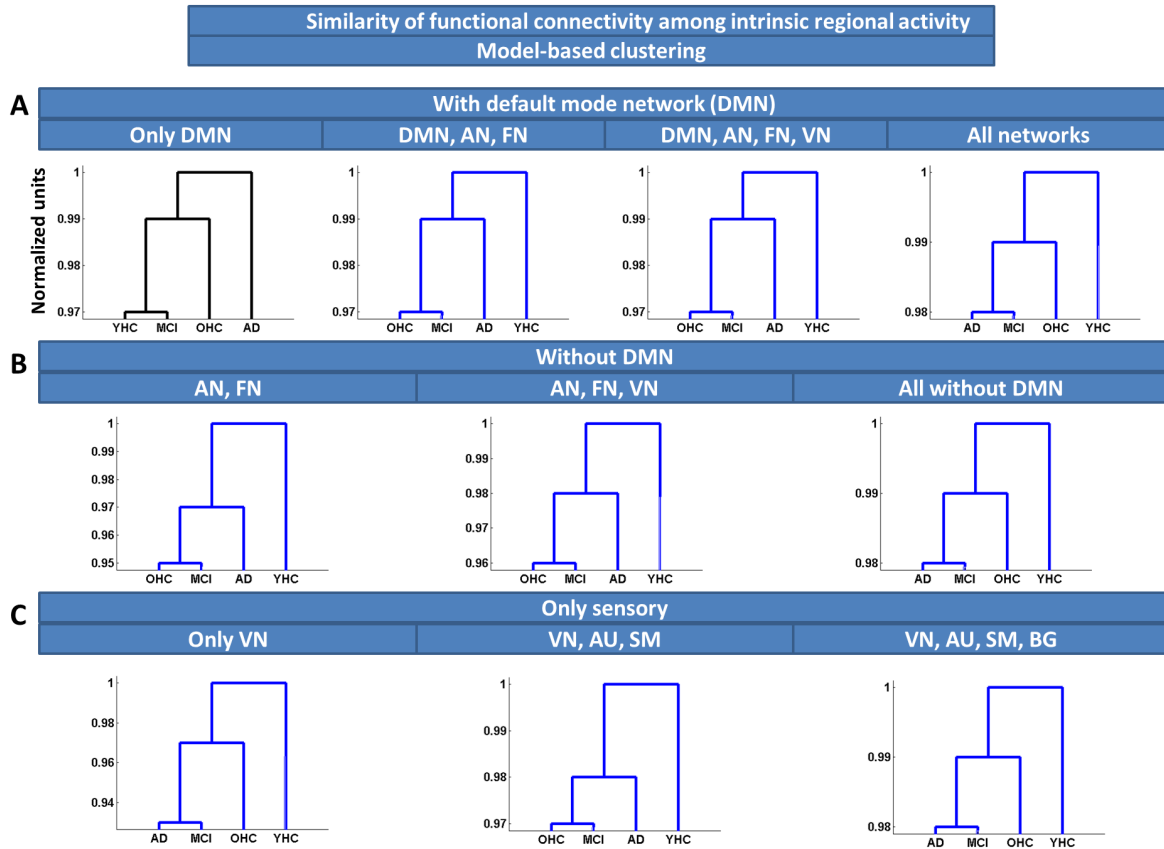 Similarity of functional connectivity among intrinsic regional activity
Model-based clustering
A
With default mode network (DMN)
Only DMN
DMN, AN, FN
DMN, AN, FN, VN
All networks
Normalized units
1
0.99
0.98
0.97
YHC MCI OHC AD
1
0.99
0.98
0.97
OHC MCI AD YHC
1
0.99
0.98
0.97
OHC MCI AD YHC
1
0.99
0.98
AD MCI OHC YHC
B
Without DMN
AN, FN
AN, FN, VN
All without DMN
1
0.99
0.98
0.97
0.96
0.95
OHC MCI AD YHC
1
0.99
0.98
0.97
0.96
OHC MCI AD YHC
1
0.99
0.98
AD MCI OHC YHC
C
Only sensory
Only VN
VN, AU, SM
VN, AU, SM, BG
1
0.98
0.96
0.94
AD MCI OHC YHC
1
0.99
0.98
0.97
OHC MCI AD YHC
1
0.99
0.98
AD MCI OHC YHC